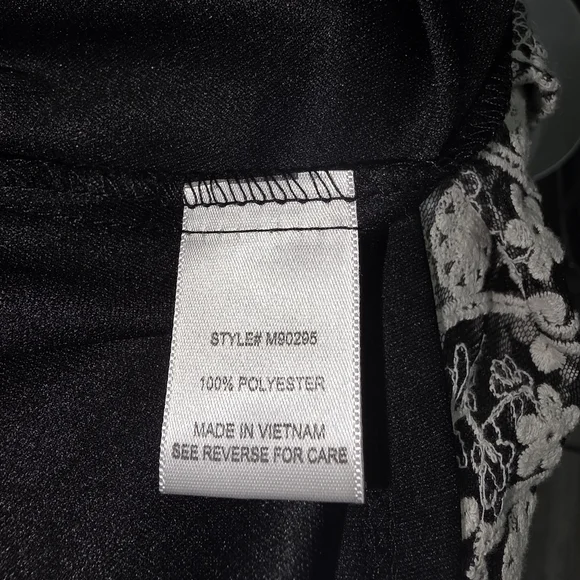 STYLE# M90295
100% POLYESTER
MADE IN VIETNAM
SEE REVERSE FOR CARE